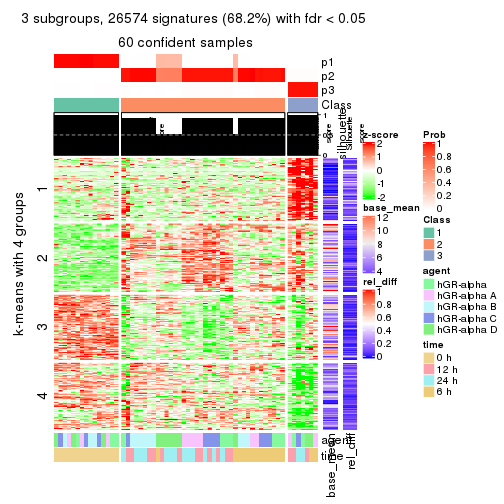 3 subgroups, 26574 signatures (68.2%) with fdr < 0.05
60 confident samples
p1
p2
p3
Class
1
0
silhouette
score
k-means with 4 groups
1
2
3
4
agent
time
base_mean
rel_diff
z-score
2
1
0
-1
-2
base_mean
12
10
8
6
4
rel_diff
1
0.8
0.6
0.4
0.2
0
Prob
1
0.8
0.6
0.4
0.2
0
Class
1
2
3
agent
hGR-alpha
hGR-alpha A
hGR-alpha B
hGR-alpha C
hGR-alpha D
time
0 h
12 h
24 h
6 h